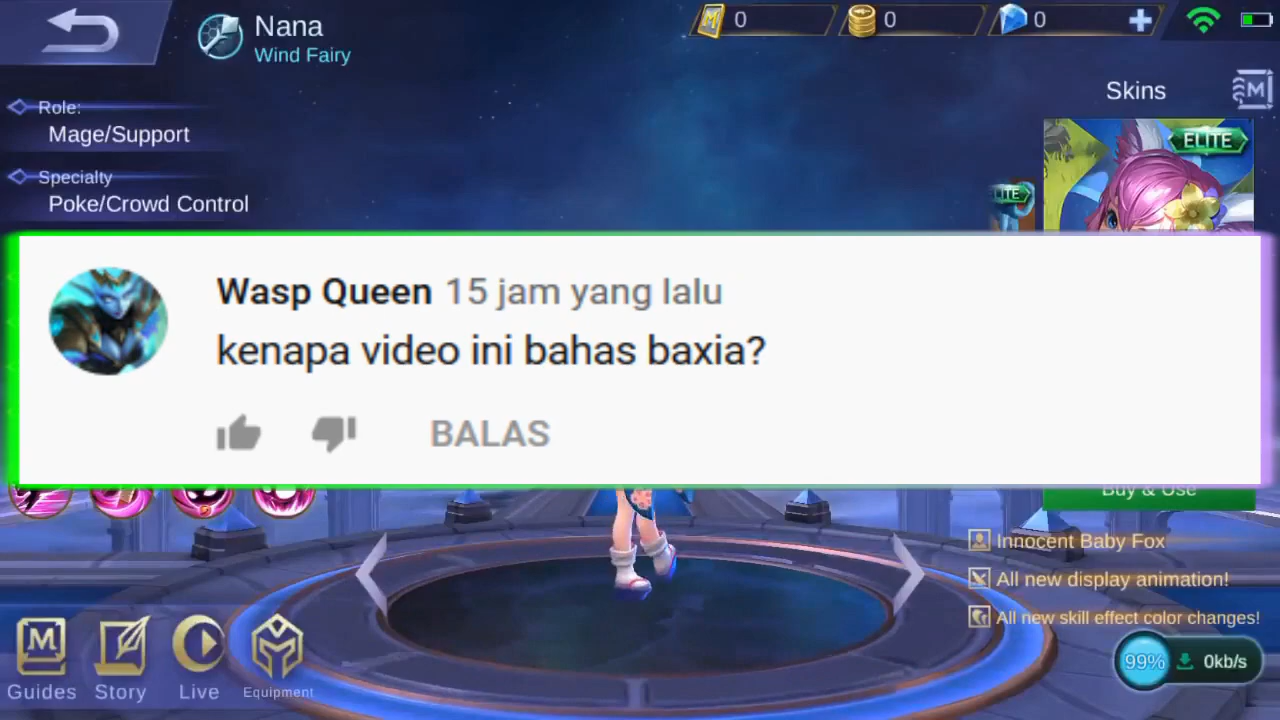 Nana
Wind Fairy
0
0
0
Role:
Mage/Support
Specialty
Poke/Crowd Control
Skins
M
ELITE
Wasp Queen 15 jam yang lalu
kenapa video ini bahas baxia?
BALAS
Buy & Use
Innocent Baby Fox
All new display animation!
All new skill effect color changes!
99% 0kb/s
Guides Story Live Equipment